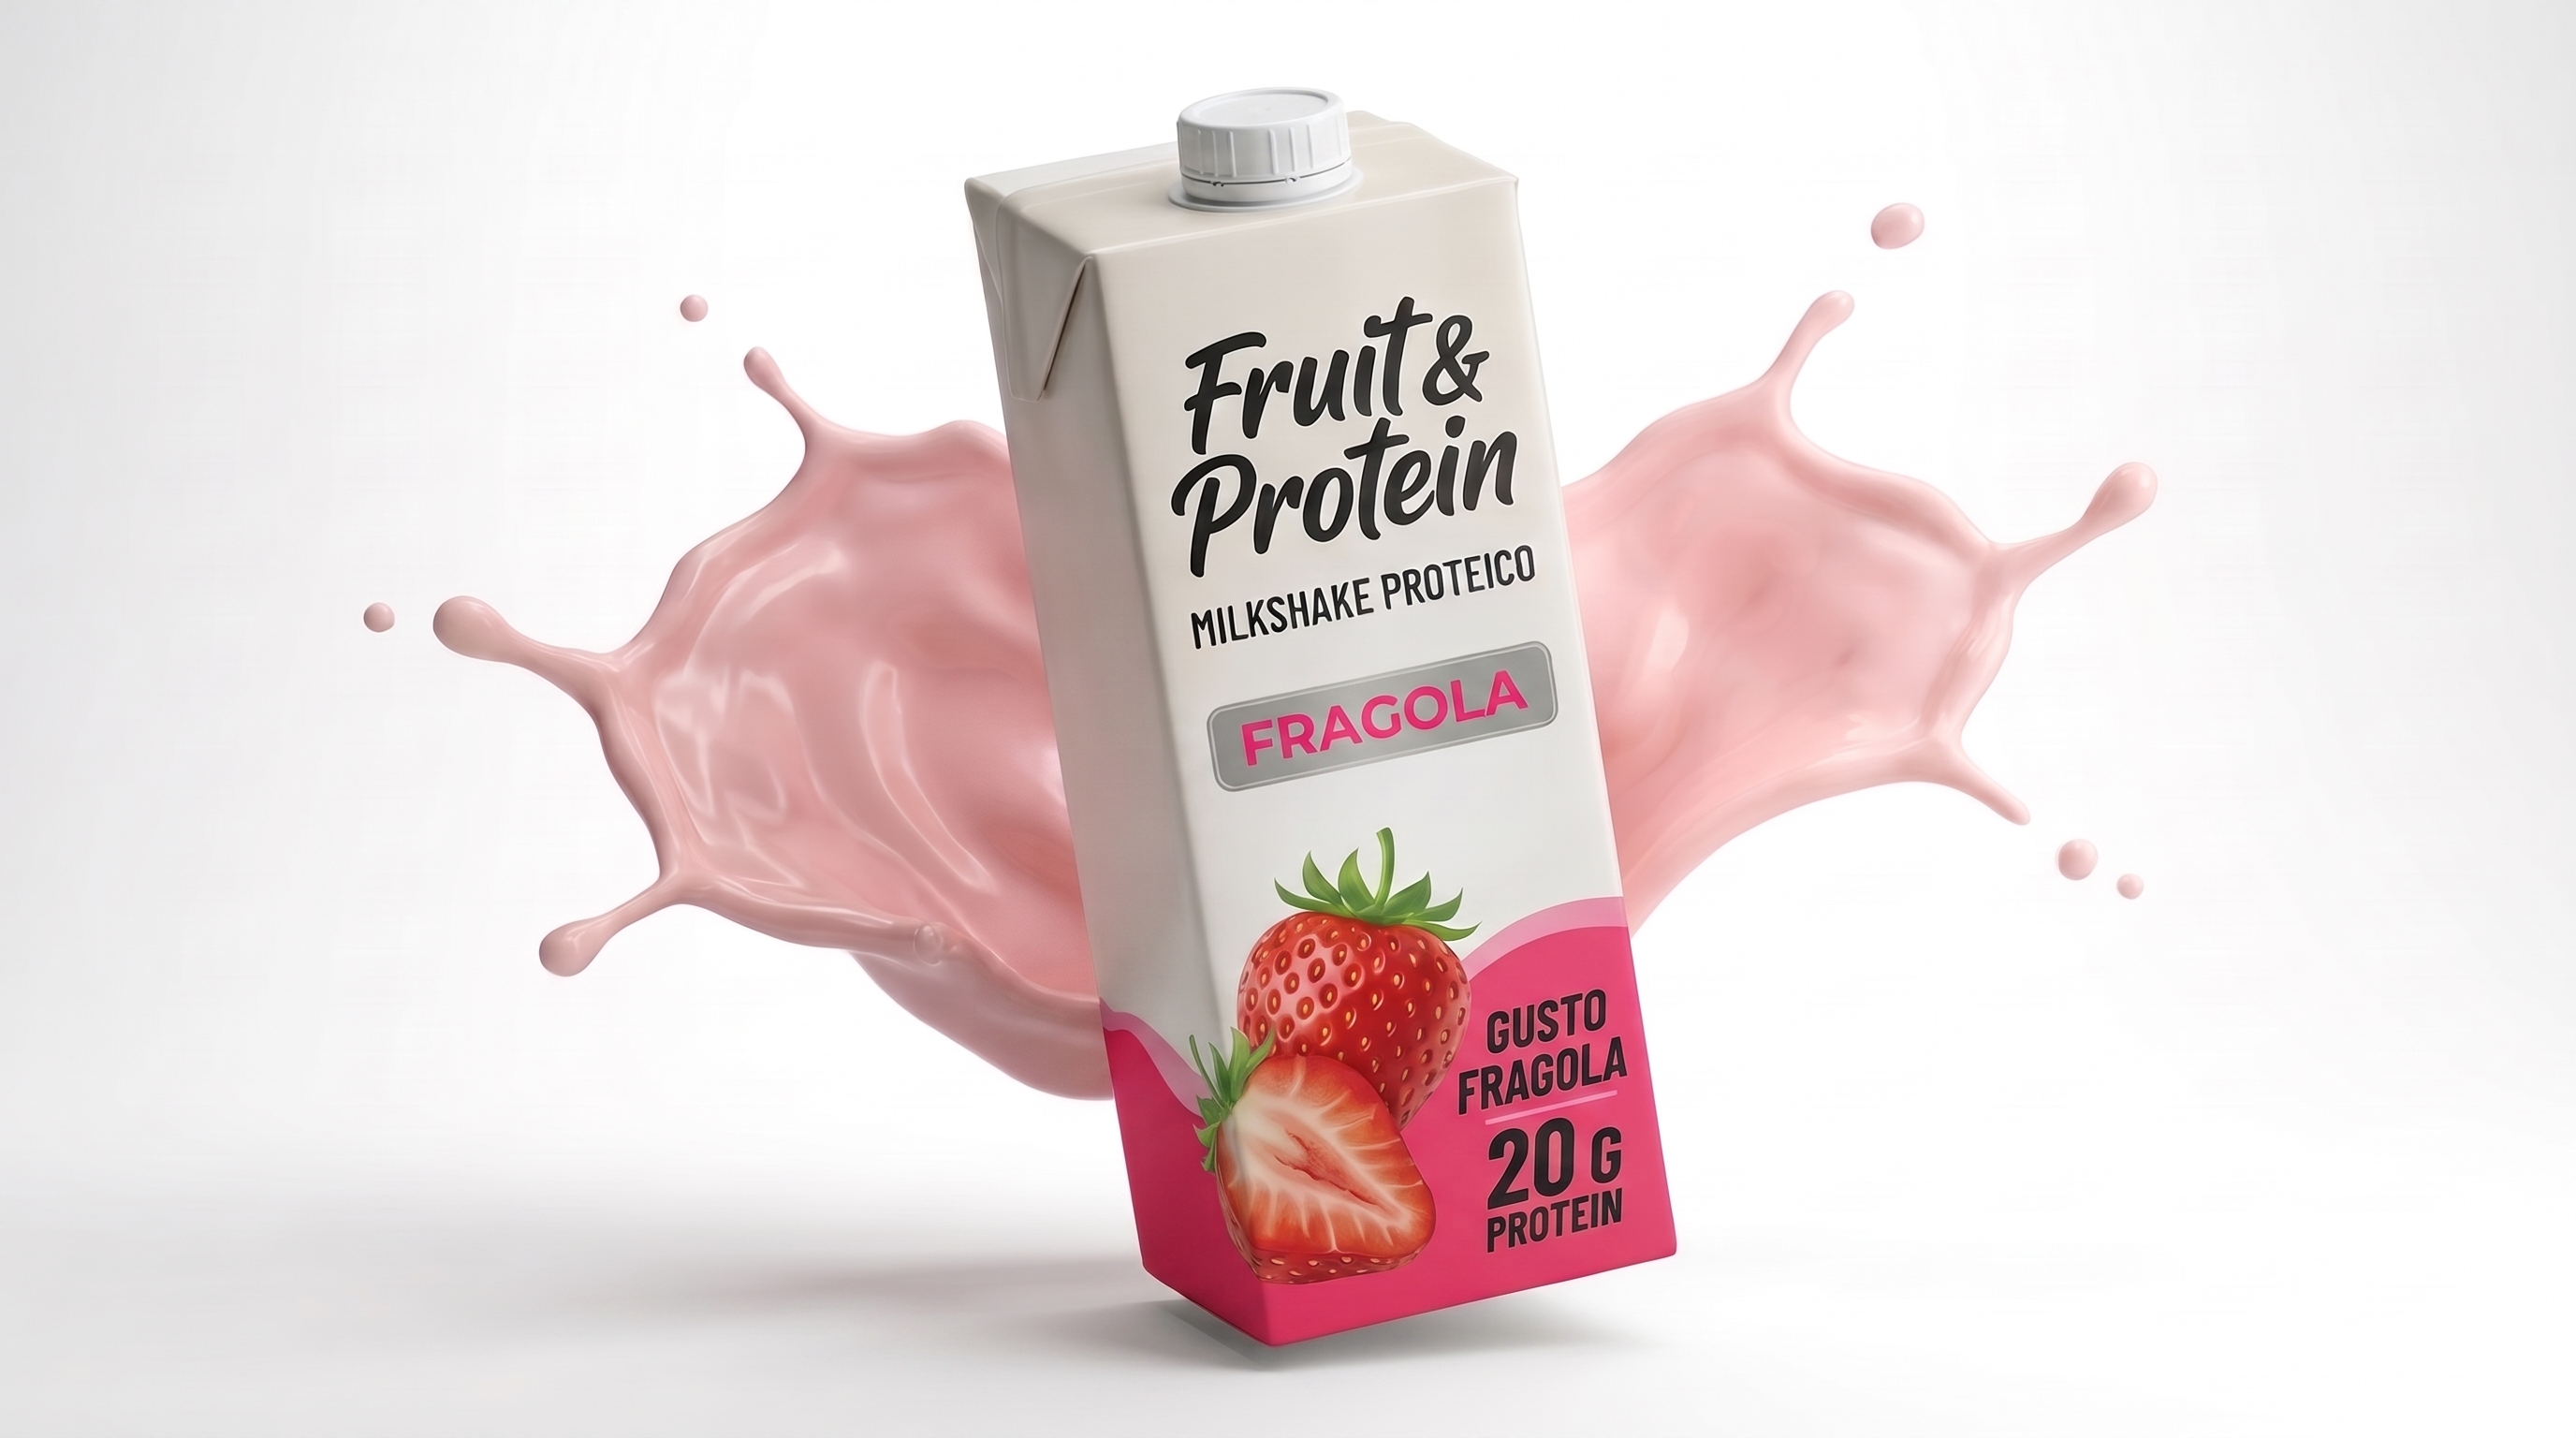 Fruit &
Protein
MILKSHAKE PROTEICO
FRAGOLA
GUSTO
FRAGOLA
20 G
PROTEIN